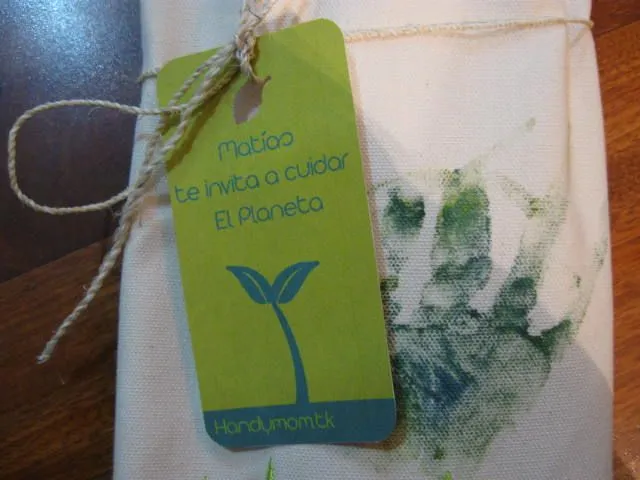 Matías
te invita a cuidar
El Planeta
Handymom.tk